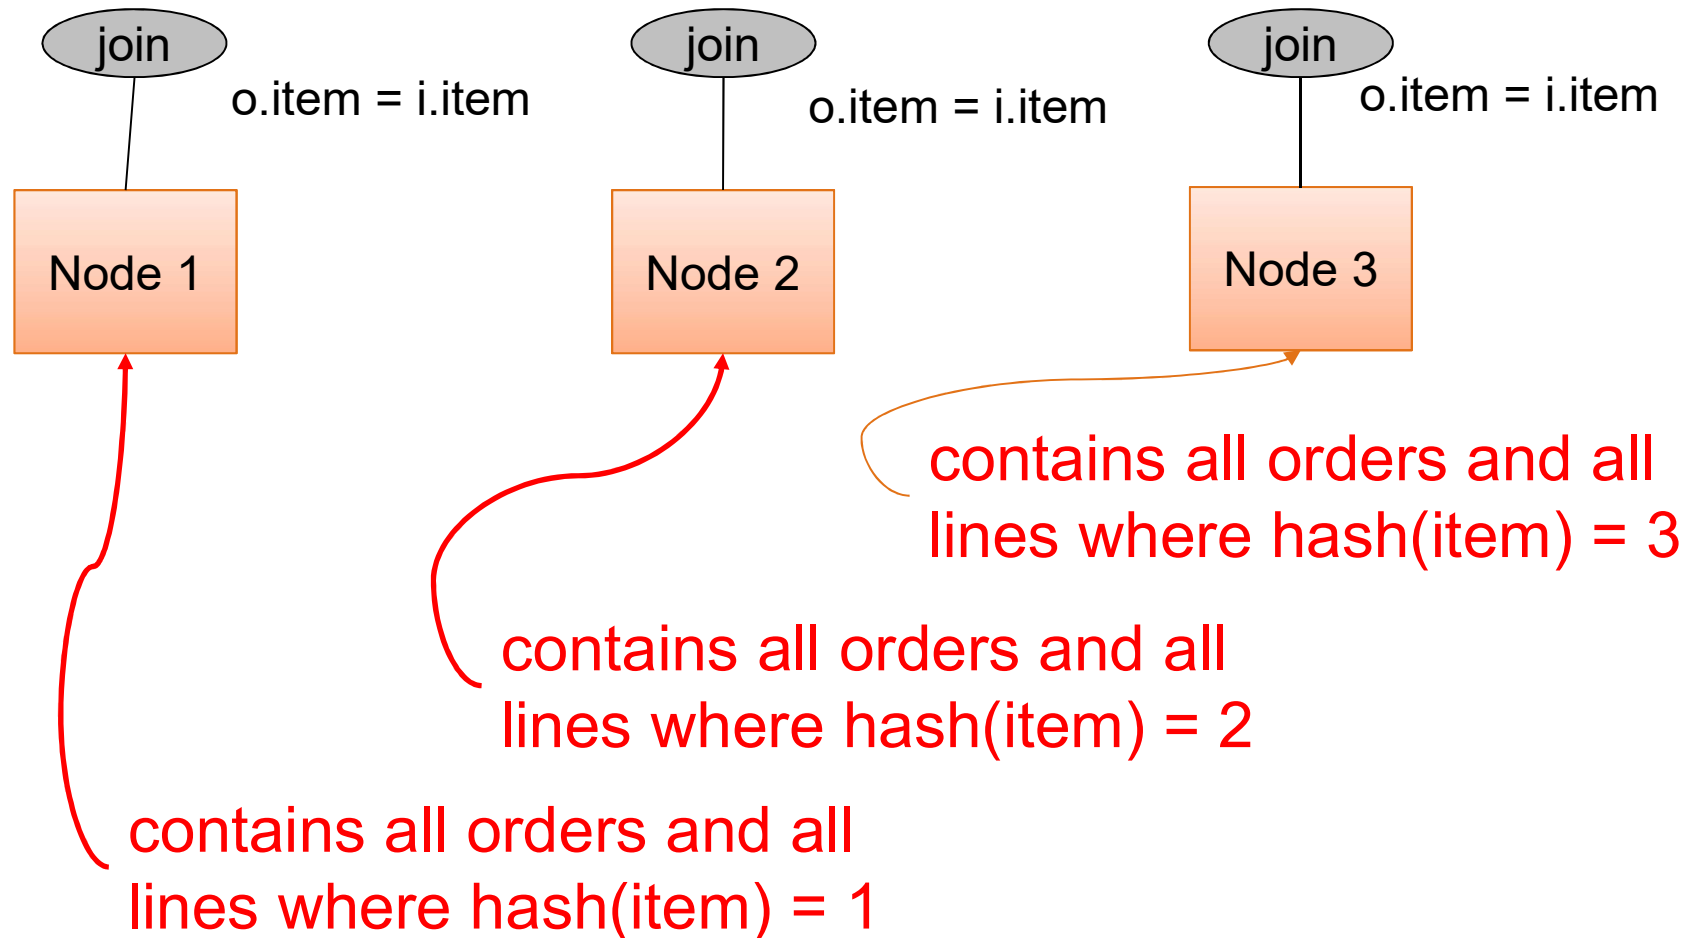 join
join
join
o.item = i.item
o.item = i.item
o.item = i.item
Node 1
Node 2
Node 3
contains all orders and all
lines where hash(item) = 3
contains all orders and all
lines where hash(item) = 2
contains all orders and all
lines where hash(item) = 1